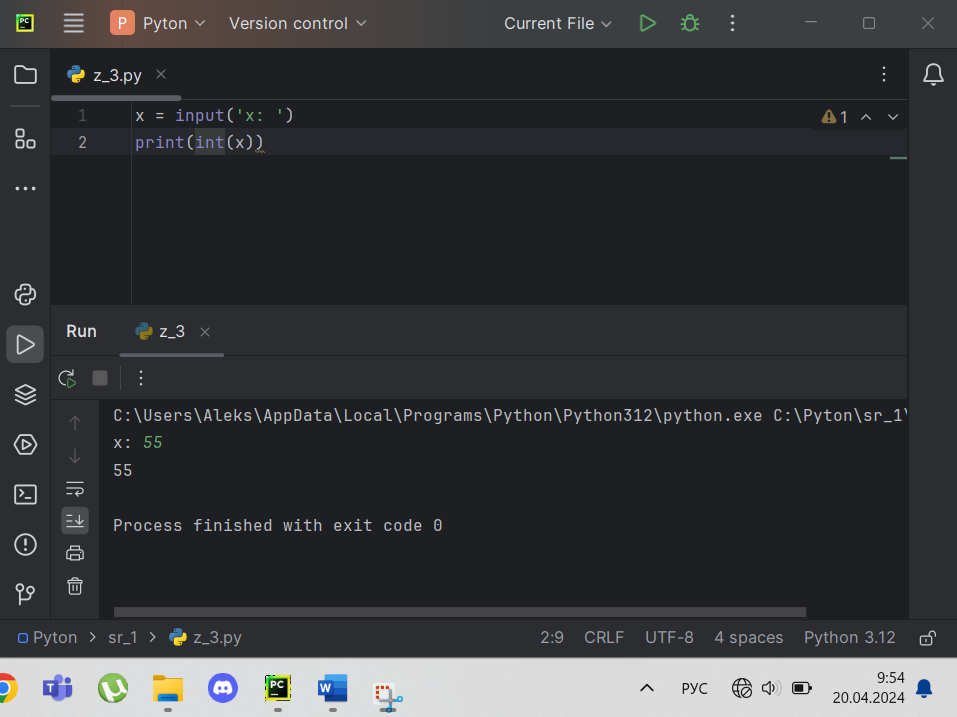 PC P Pyton Version control Current File
z_3.py
1 x = input('x: ') 1
2 print(int(x))
Run z_3
C:\Users\Aleks\AppData\Local\Programs\Python\Python312\python.exe C:\Pyton\sr_1\
x: 55
55
Process finished with exit code 0
Pyton > sr_1 > z_3.py 2:9 CRLF UTF-8 4 spaces Python 3.12
T PC W РУС 9:54
20.04.2024